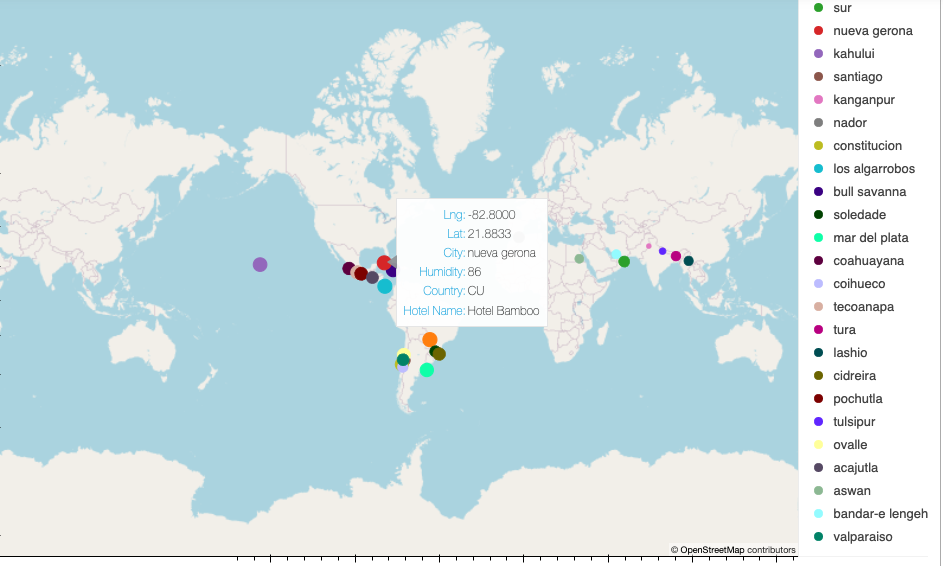 Lng: -82.8000
Lat: 21.8833
City: nueva gerona
Humidity: 86
Country: CU
Hotel Name: Hotel Bamboo
© OpenStreetMap contributors
sur
nueva gerona
kahului
santiago
kanganpur
nador
constitucion
los algarrobos
bull savanna
soledade
mar del plata
coahuayana
coihueco
tecoanapa
tura
lashio
cidreira
pochutla
tulsipur
ovalle
acajutla
aswan
bandar-e lengeh
valparaiso